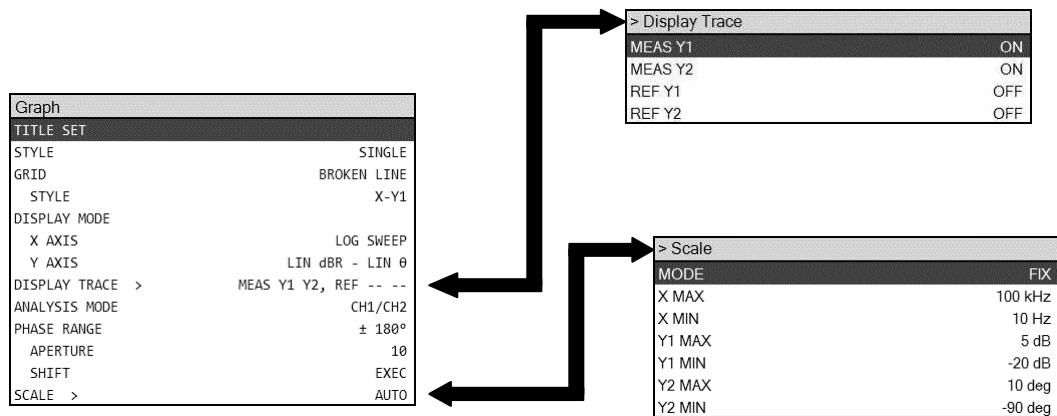 > Display Trace
MEAS Y1 ON
MEAS Y2 ON
REF Y1 OFF
REF Y2 OFF
Graph
TITLE SET
STYLE SINGLE
GRID BROKEN LINE
STYLE X-Y1
DISPLAY MODE
X AXIS LOG SWEEP
Y AXIS LIN dBR - LIN θ
DISPLAY TRACE > MEAS Y1 Y2, REF -- --
ANALYSIS MODE CH1/CH2
PHASE RANGE ± 180º
APERTURE 10
SHIFT EXEC
SCALE > AUTO
> Scale
MODE FIX
X MAX 100 kHz
X MIN 10 Hz
Y1 MAX 5 dB
Y1 MIN -20 dB
Y2 MAX 10 deg
Y2 MIN -90 deg